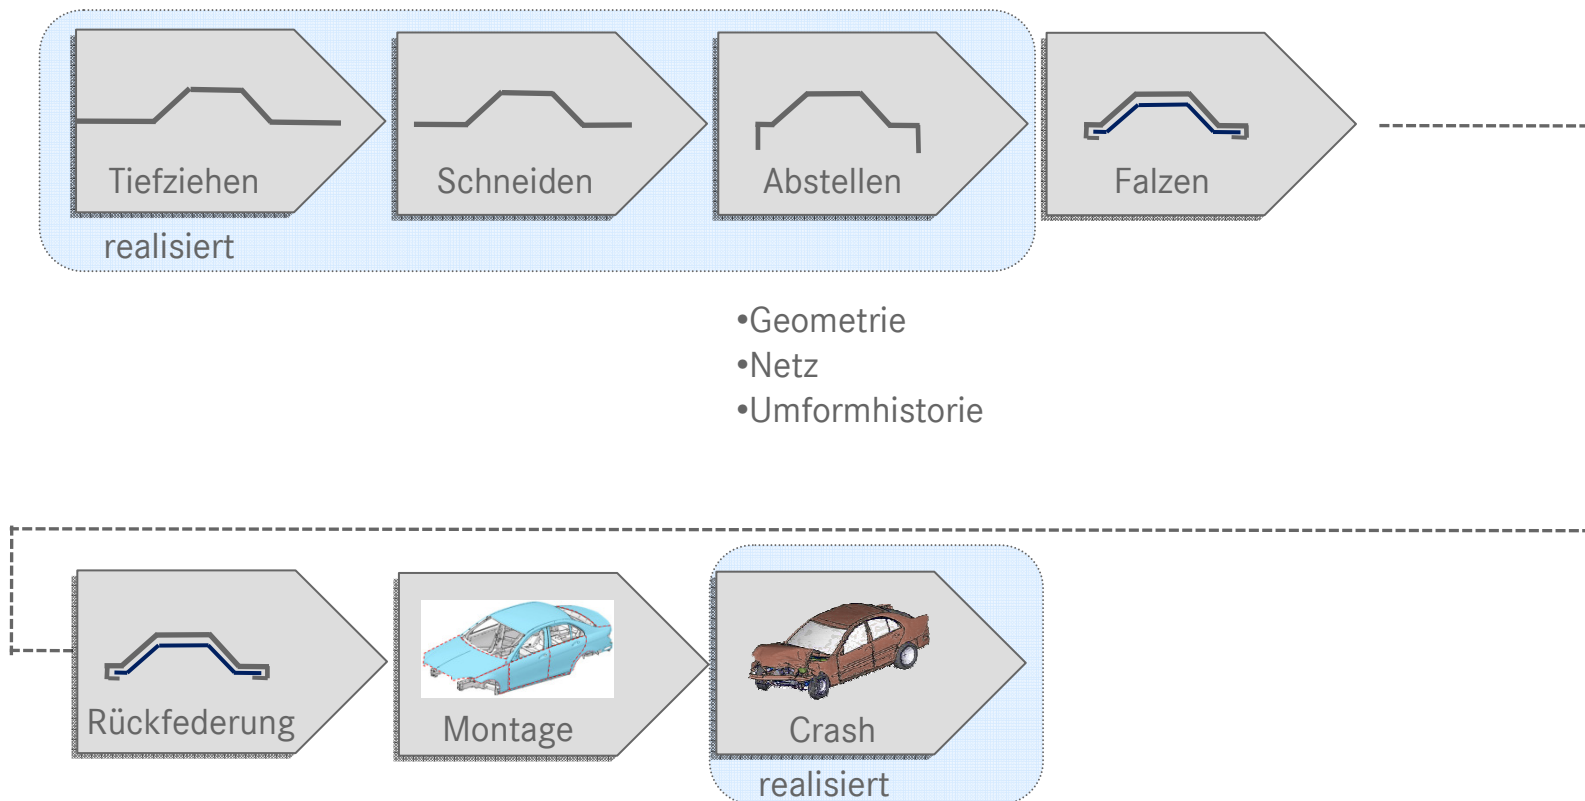 Tiefziehen
Schneiden
Abstellen
Falzen
realisiert
•Geometrie
•Netz
•Umformhistorie
Rückfederung
Montage
Crash
realisiert